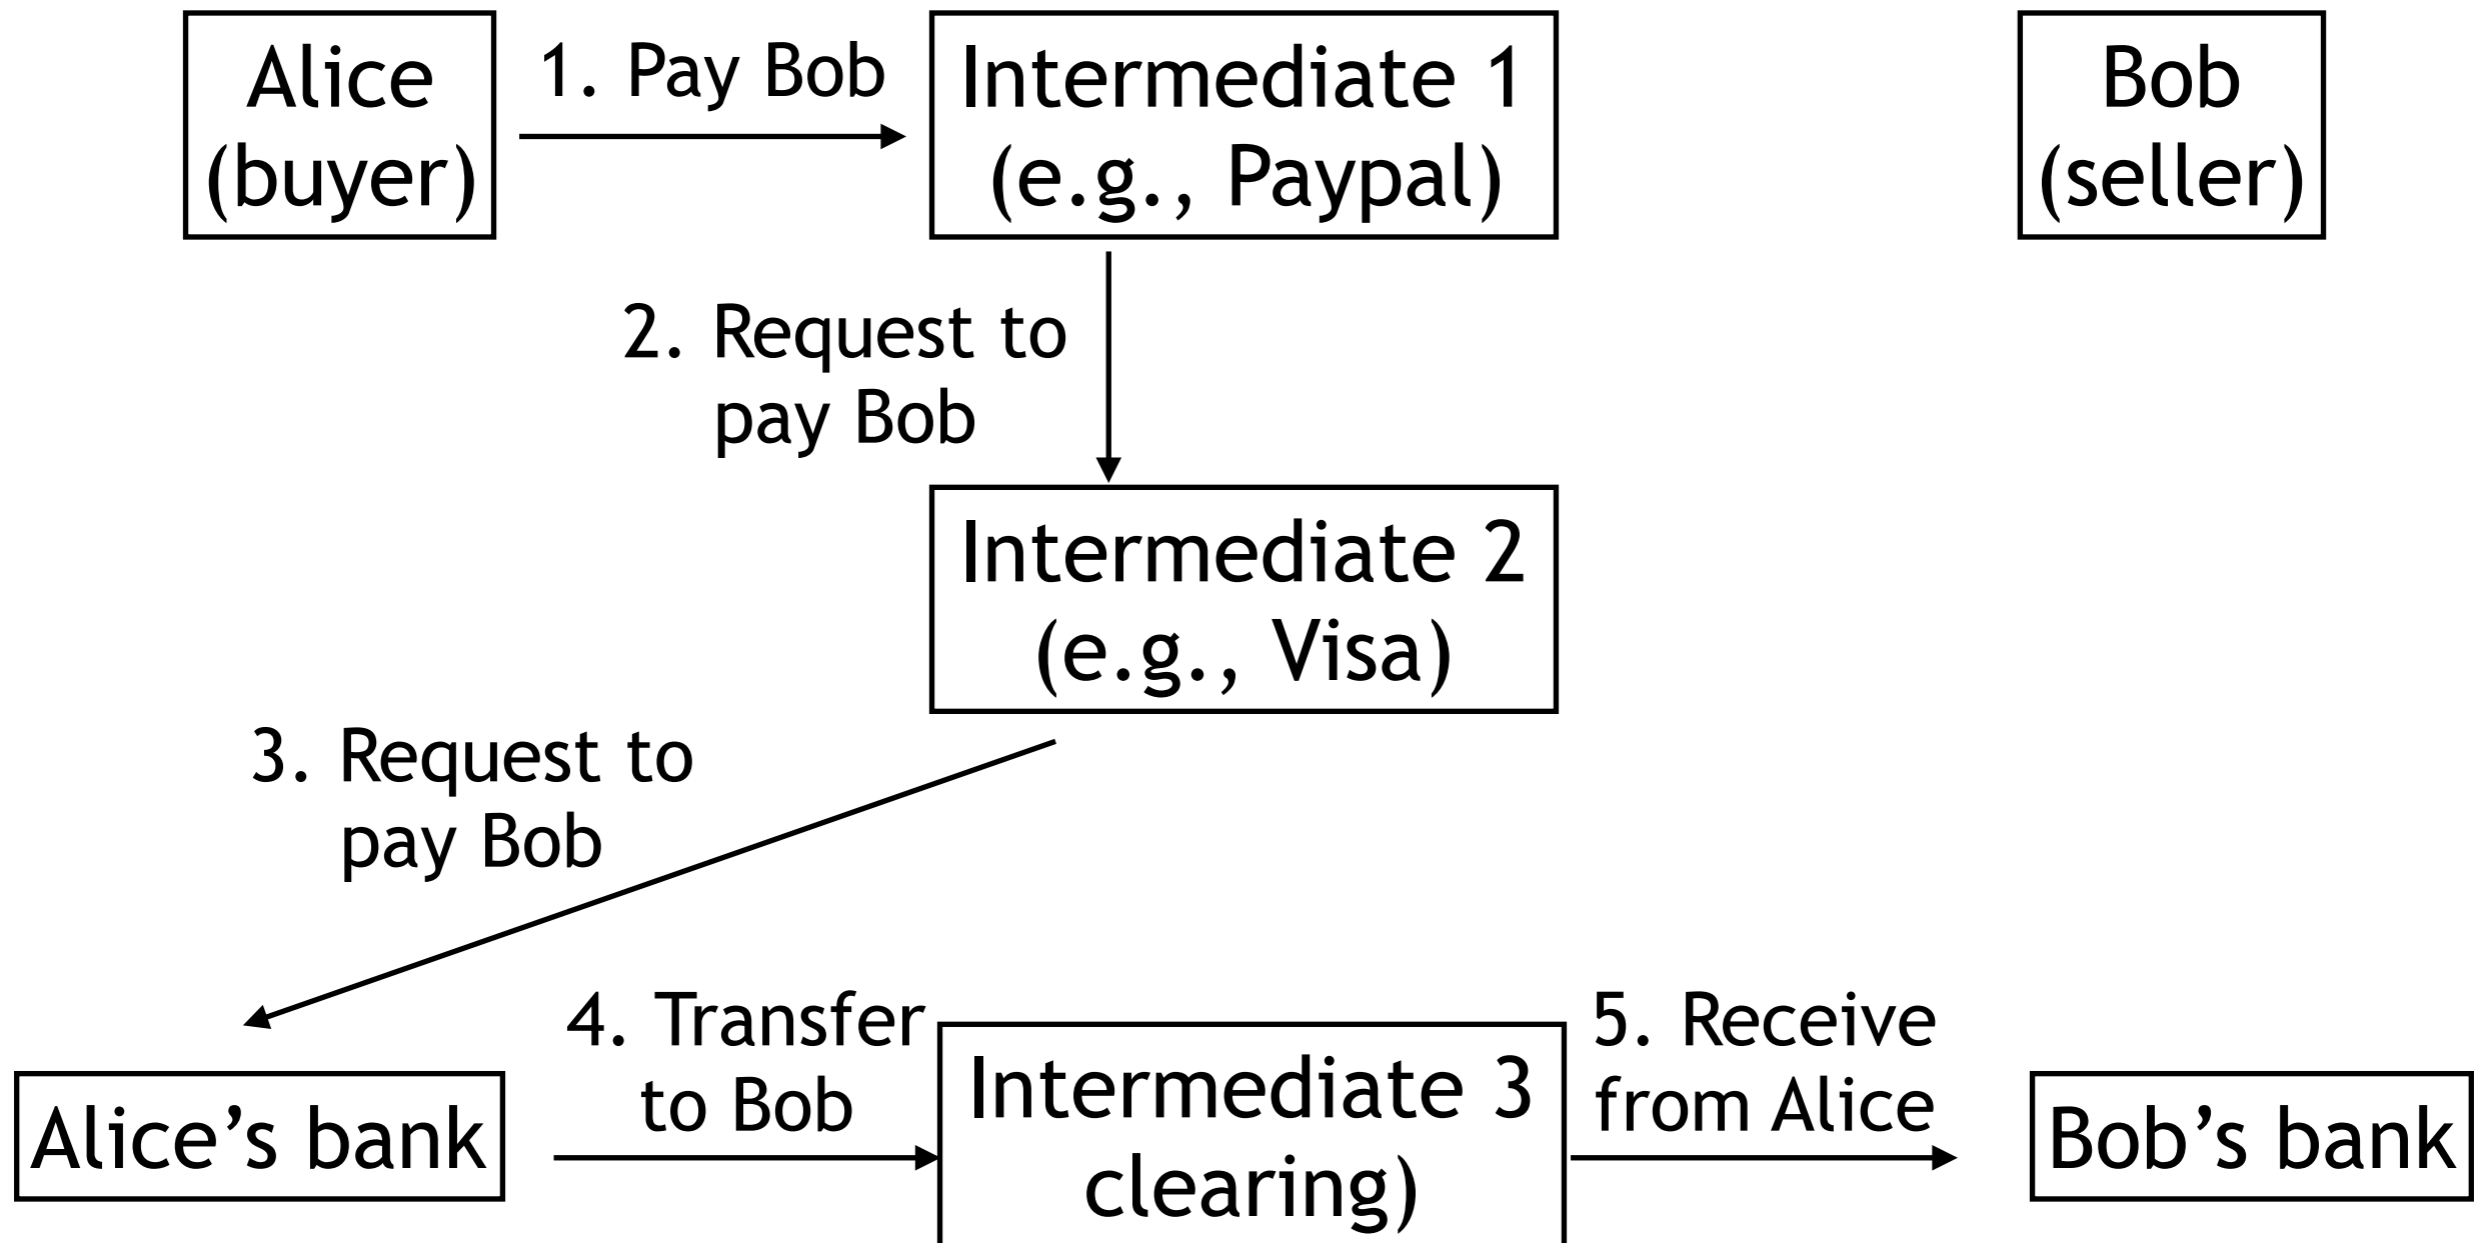 Alice
(buyer)
1. Pay Bob
Intermediate 1
(e.g., Paypal)
Bob
(seller)
2. Request to
pay Bob
Intermediate 2
(e.g., Visa)
3. Request to
pay Bob
Alice’s bank
4. Transfer
to Bob
Intermediate 3
clearing)
5. Receive
from Alice
Bob’s bank